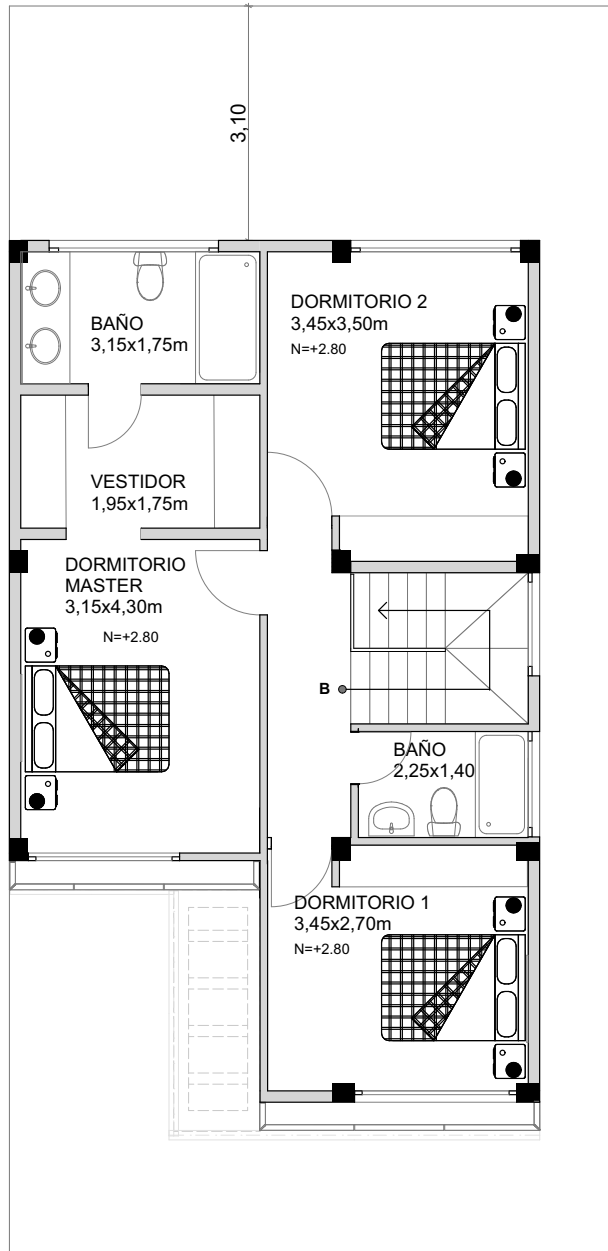 3,10
BAÑO
3,15x1,75m
DORMITORIO 2
3,45x3,50m
N=+2.80
VESTIDOR
1,95x1,75m
DORMITORIO
MASTER
3,15x4,30m
N=+2.80
B
BAÑO
2,25x1,40
DORMITORIO 1
3,45x2,70m
N=+2.80